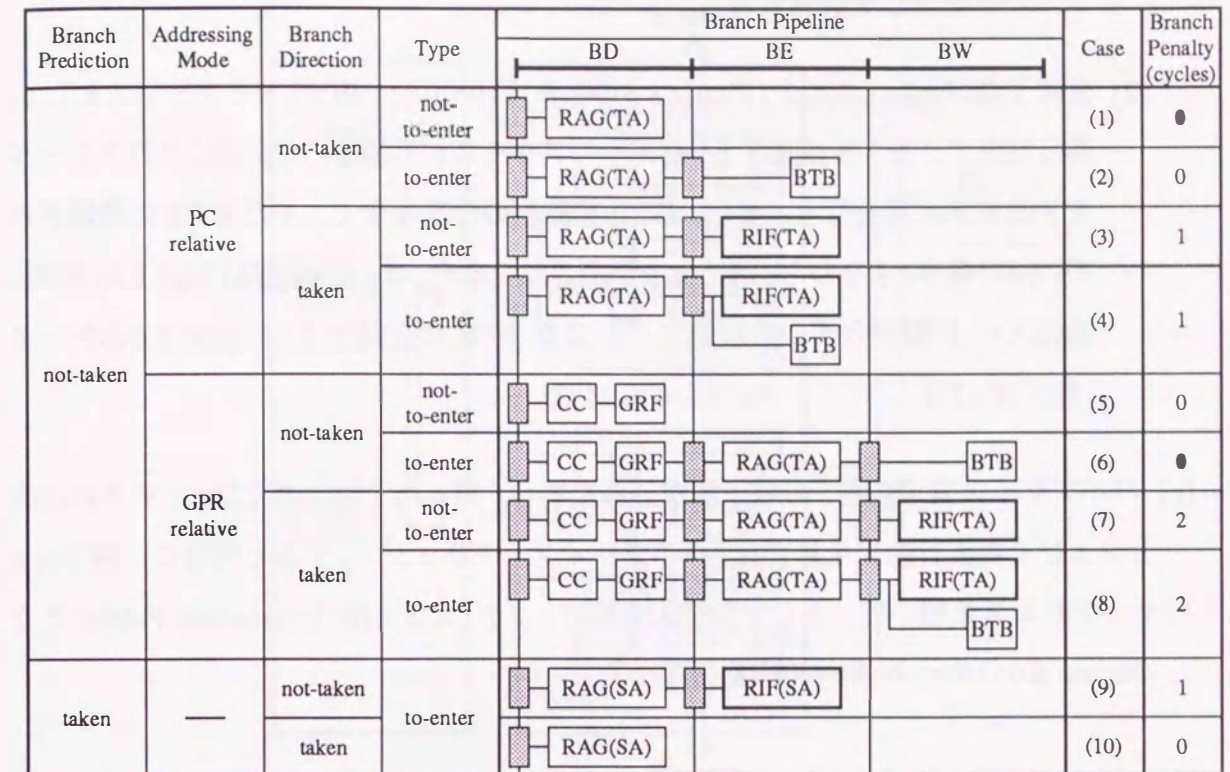 Branch Prediction
Addressing Mode
Branch Direction
Type
Branch Pipeline
BD BE BW
Case
Branch Penalty (cycles)
not-taken
PC relative
not-taken
not-to-enter
RAG(TA)
(1)
to-enter
RAG(TA) BTB
(2) 0
taken
not-to-enter
RAG(TA) RIF(TA)
(3) 1
to-enter
RAG(TA) RIF(TA)
BTB
(4) 1
GPR relative
not-taken
not-to-enter
CC GRF
(5) 0
to-enter
CC GRF RAG(TA) BTB
(6)
taken
not-to-enter
CC GRF RAG(TA) RIF(TA)
(7) 2
to-enter
CC GRF RAG(TA) RIF(TA)
BTB
(8) 2
taken
—
to-enter
not-taken
RAG(SA) RIF(SA)
(9) 1
taken
RAG(SA)
(10) 0